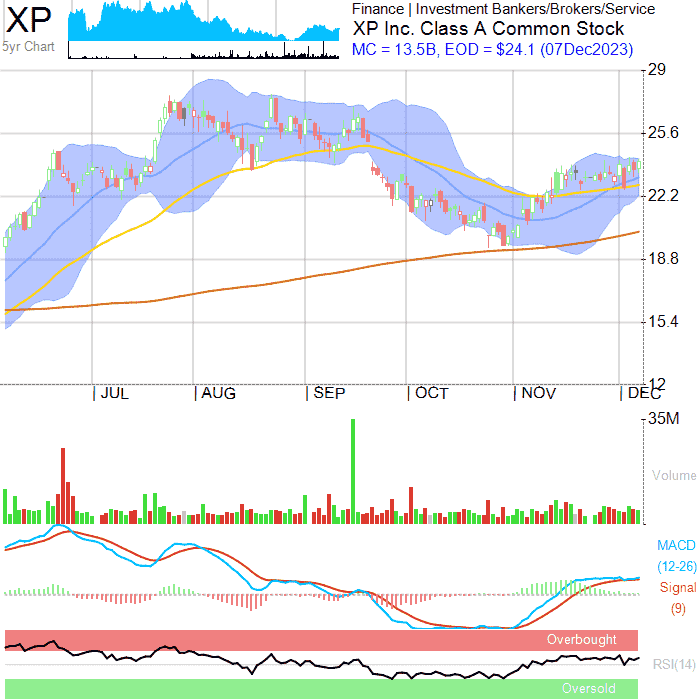 XP
5yr Chart
Finance | Investment Bankers/Brokers/Service
XP Inc. Class A Common Stock
MC = 13.5B, EOD = $24.1 (07Dec2023)
29
25.6
22.2
18.8
15.4
12
JUL AUG SEP OCT NOV DEC
35M
Volume
MACD
(12-26)
Signal
(9)
Overbought
RSI(14)
Oversold